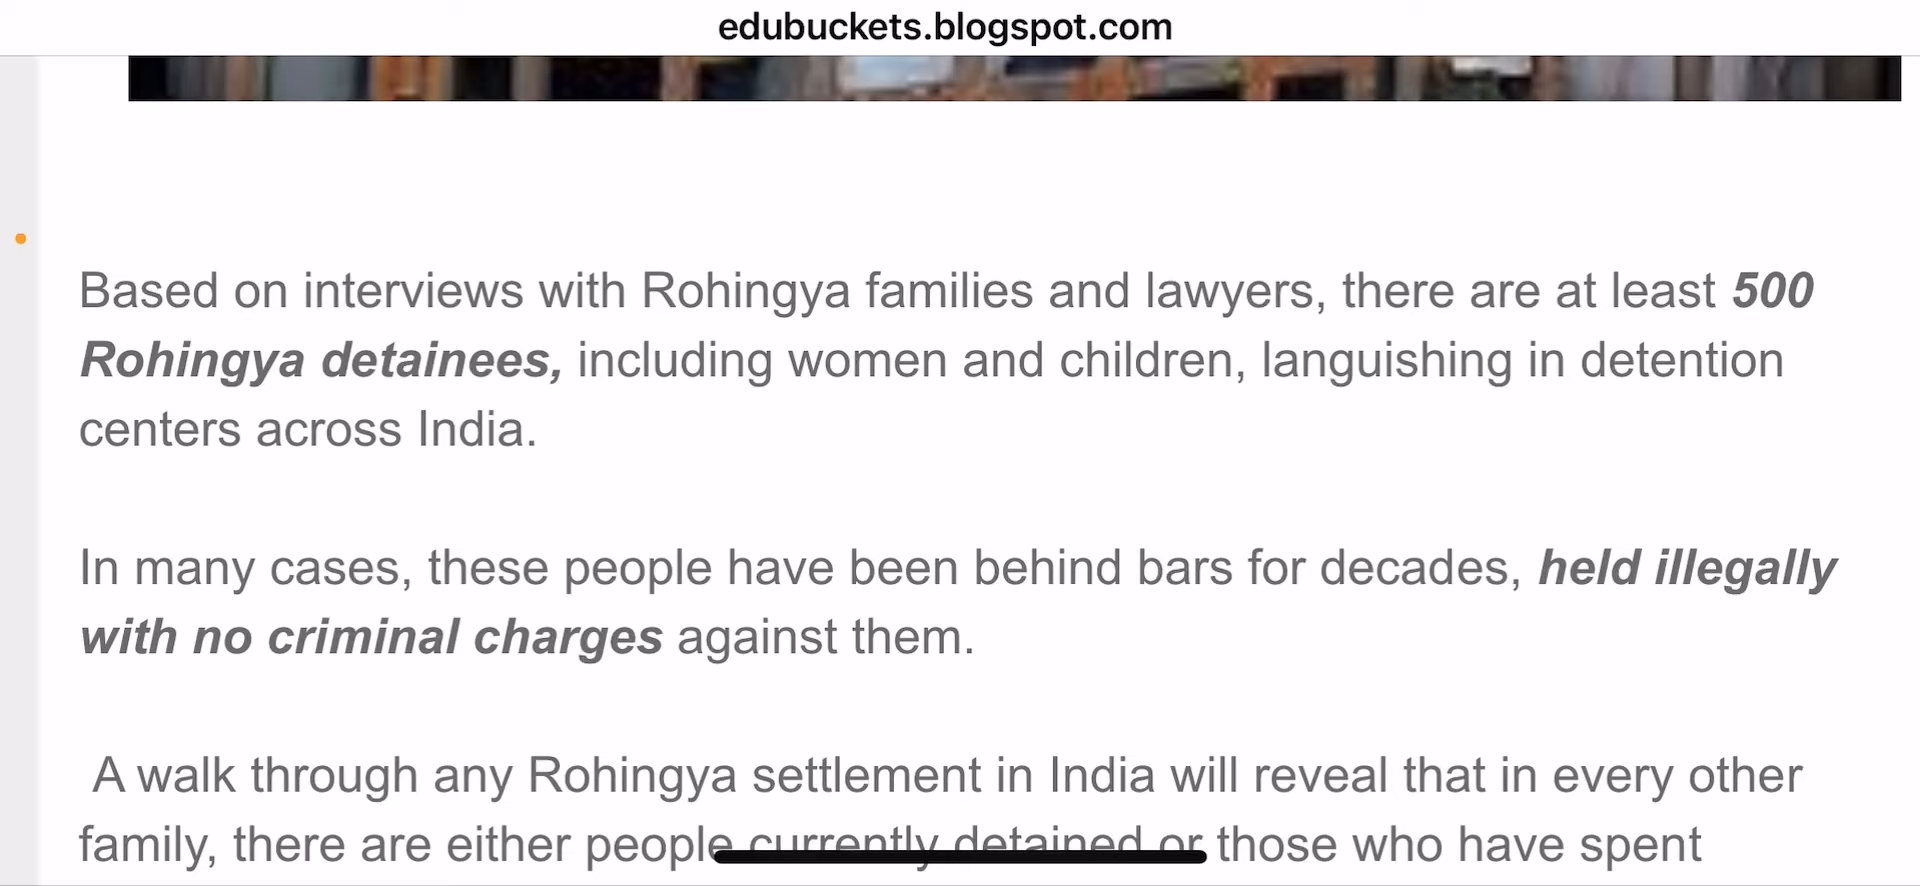 edubuckets.blogspot.com
Based on interviews with Rohingya families and lawyers, there are at least 500
Rohingya detainees, including women and children, languishing in detention
centers across India.
In many cases, these people have been behind bars for decades, held illegally
with no criminal charges against them.
A walk through any Rohingya settlement in India will reveal that in every other
family, there are either people currently detained or those who have spent